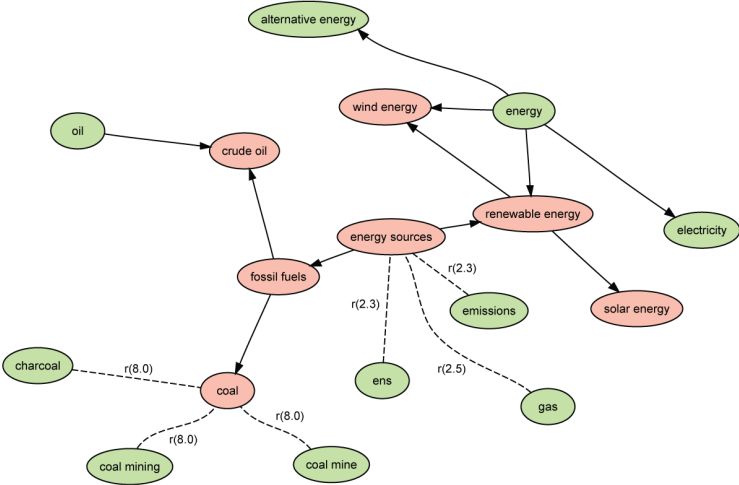 alternative energy
wind energy
energy
oil
crude oil
renewable energy
electricity
energy sources
fossil fuels
r(2.3)
r(2.3)
emissions
solar energy
charcoal
r(8.0)
r(2.5)
ens
coal
gas
r(8.0)
r(8.0)
coal mining
coal mine